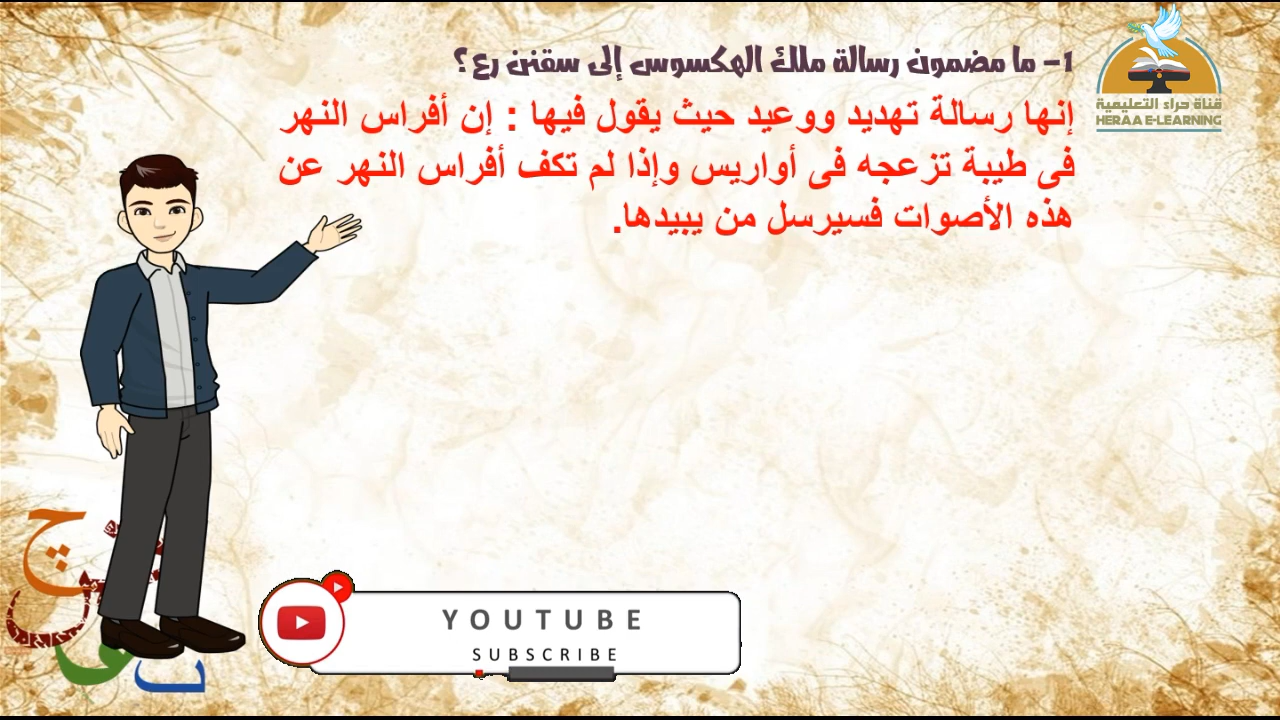 1- ما مضمون رسالة ملك الهكسوس إلى سقنن رع؟
إنها رسالة تهديد ووعيد حيث يقول فيها : إن أفراس النهر
فى طيبة تزعجه فى أواريس وإذا لم تكف أفراس النهر عن
هذه الأصوات فسيرسل من يبيدها.
قناة حراء التعليمية
HERAA E-LEARNING
YOUTUBE
SUBSCRIBE